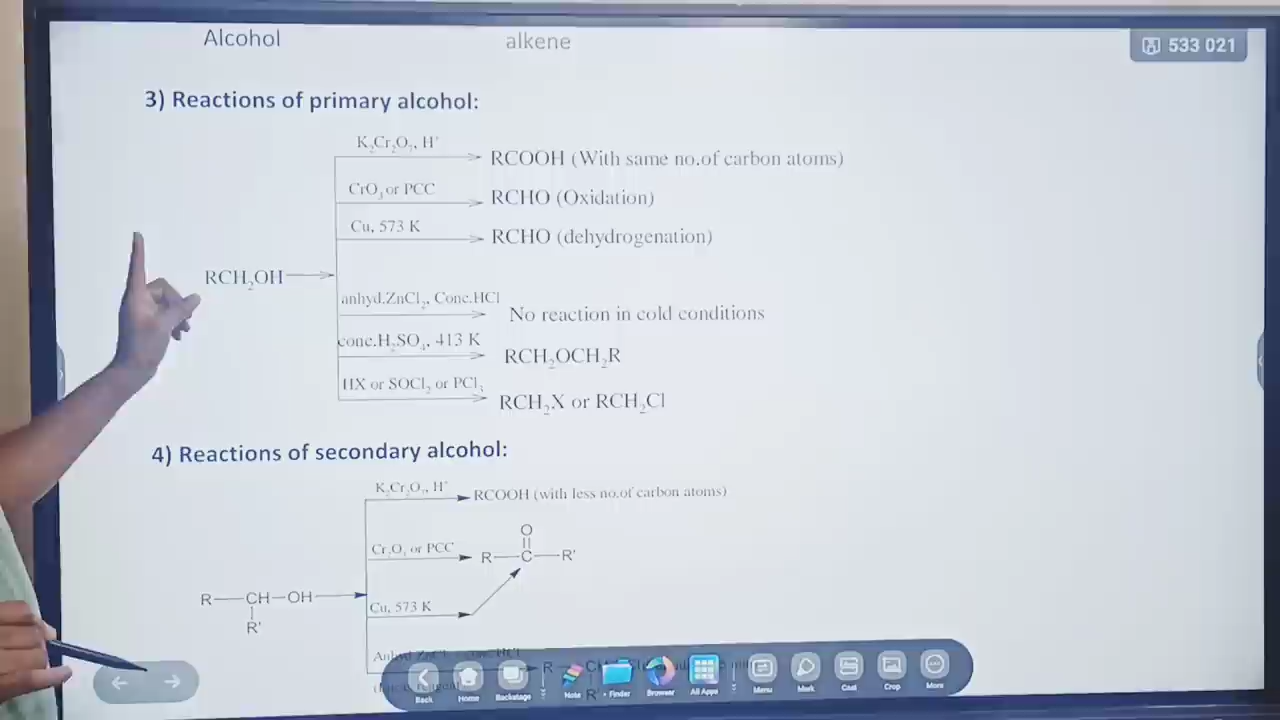 Alcohol alkene
533 021
3) Reactions of primary alcohol:
K₂Cr₂O₇, H⁺
RCOOH (With same no.of carbon atoms)
CrO₃ or PCC
RCHO (Oxidation)
Cu, 573 K
RCHO (dehydrogenation)
RCH₂OH
anhyd.ZnCl₂, Conc.HCl
No reaction in cold conditions
conc.H₂SO₄, 413 K
RCH₂OCH₂R
HX or SOCl₂ or PCl₃
RCH₂X or RCH₂Cl
4) Reactions of secondary alcohol:
K₂Cr₂O₇, H⁺
RCOOH (with less no.of carbon atoms)
O
Cr₂O₃ or PCC
R—C—R'
R—CH—OH
Cu, 573 K
R'
Anhyd ZnCl₂ HCl
R
R'
Back Home Backstage Note Finder Browser All Apps Menu Mark Cast Crop More